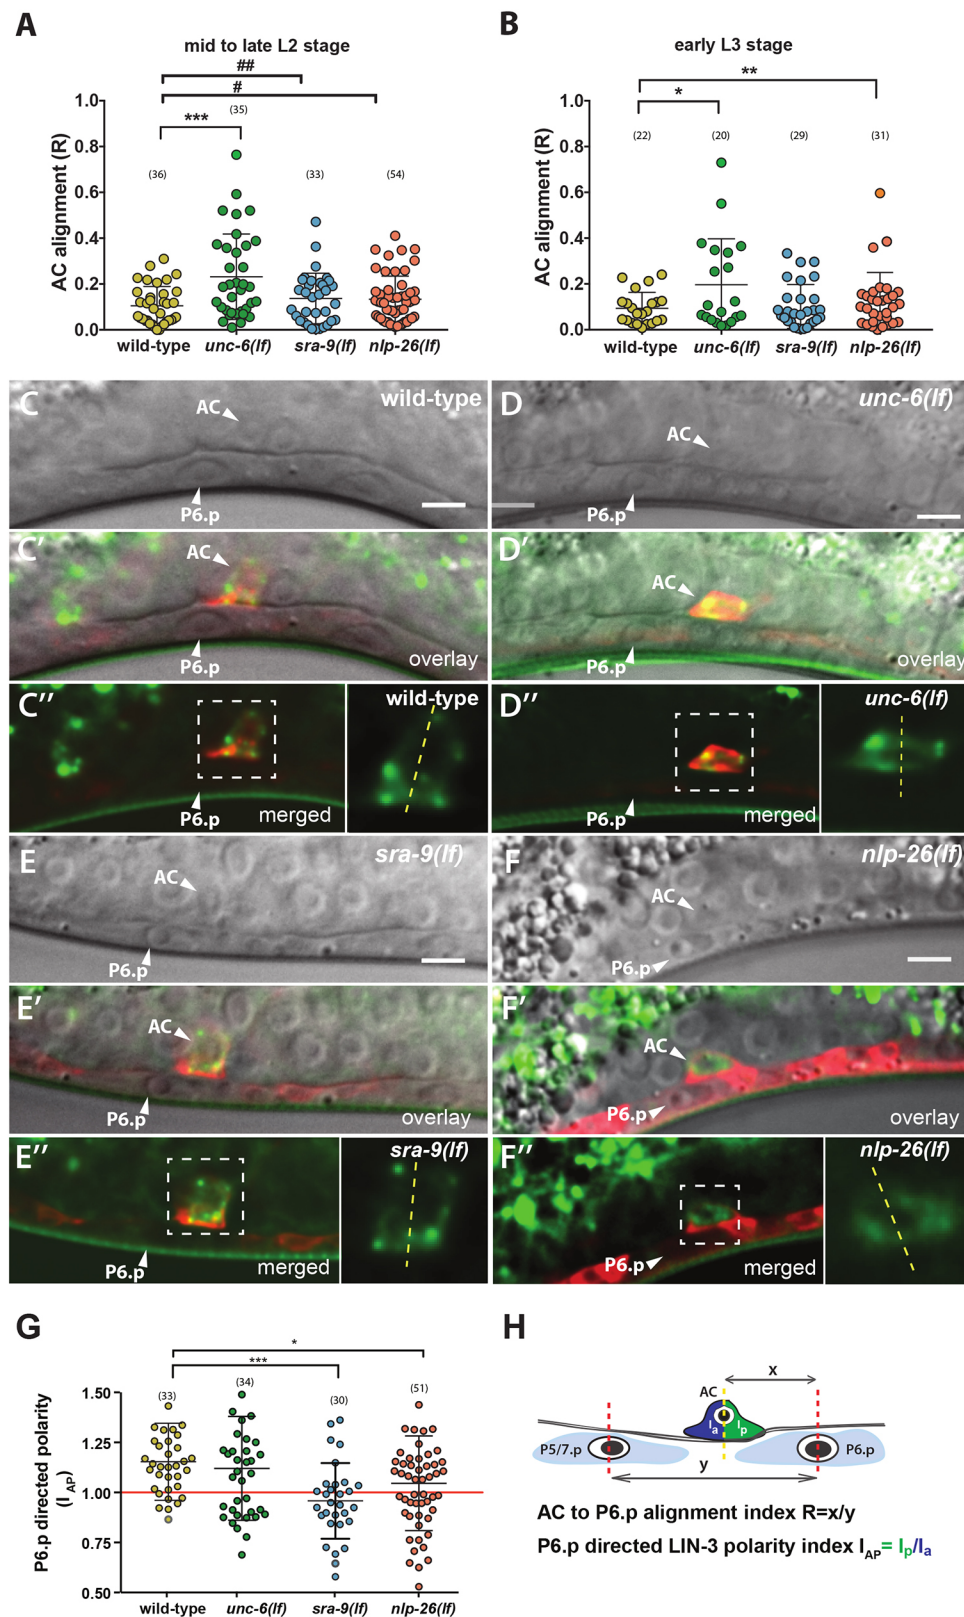 A
mid to late L2 stage
##
#
***
(36)
(35)
(33)
(54)
AC alignment (R)
1.0
0.8
0.6
0.4
0.2
0.0
wild-type
unc-6(lf)
sra-9(lf)
nlp-26(lf)
B
early L3 stage
**
*
(22)
(20)
(29)
(31)
AC alignment (R)
1.0
0.8
0.6
0.4
0.2
0.0
wild-type
unc-6(lf)
sra-9(lf)
nlp-26(lf)
C
wild-type
AC
P6.p
D
unc-6(lf)
AC
P6.p
C′
AC
P6.p
overlay
D′
AC
P6.p
overlay
C′′
P6.p
merged
wild-type
D′′
P6.p
merged
unc-6(lf)
E
sra-9(lf)
AC
P6.p
F
nlp-26(lf)
AC
P6.p
E′
AC
P6.p
overlay
F′
AC
P6.p
overlay
E′′
P6.p
merged
sra-9(lf)
F′′
P6.p
merged
nlp-26(lf)
G
*
***
(33)
(34)
(30)
(51)
P6.p directed polarity
(I AP)
1.50
1.25
1.00
0.75
0.50
wild-type
unc-6(lf)
sra-9(lf)
nlp-26(lf)
H
x
AC
Ia
Ip
P5/7.p
P6.p
y
AC to P6.p alignment index R=x/y
P6.p directed LIN-3 polarity index IAP= Ip/Ia